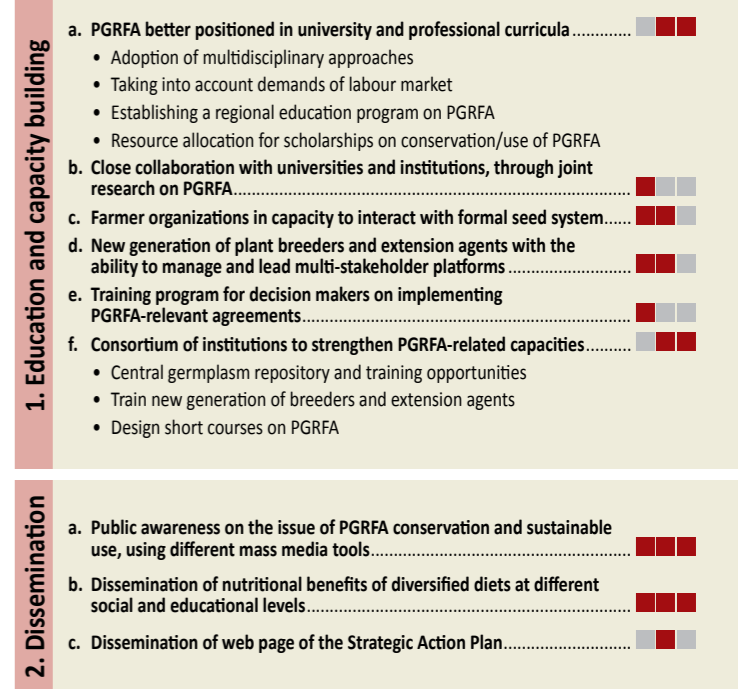 1. Education and capacity building
a. PGRFA better positioned in university and professional curricula.............
• Adoption of multidisciplinary approaches
• Taking into account demands of labour market
• Establishing a regional education program on PGRFA
• Resource allocation for scholarships on conservation/use of PGRFA
b. Close collaboration with universities and institutions, through joint
research on PGRFA...............................................................................
c. Farmer organizations in capacity to interact with formal seed system......
d. New generation of plant breeders and extension agents with the
ability to manage and lead multi-stakeholder platforms .........................
e. Training program for decision makers on implementing
PGRFA-relevant agreements..................................................................
f. Consortium of institutions to strengthen PGRFA-related capacities..........
• Central germplasm repository and training opportunities
• Train new generation of breeders and extension agents
• Design short courses on PGRFA
2. Dissemination
a. Public awareness on the issue of PGRFA conservation and sustainable
use, using different mass media tools....................................................
b. Dissemination of nutritional benefits of diversified diets at different
social and educational levels.................................................................
c. Dissemination of web page of the Strategic Action Plan..........................